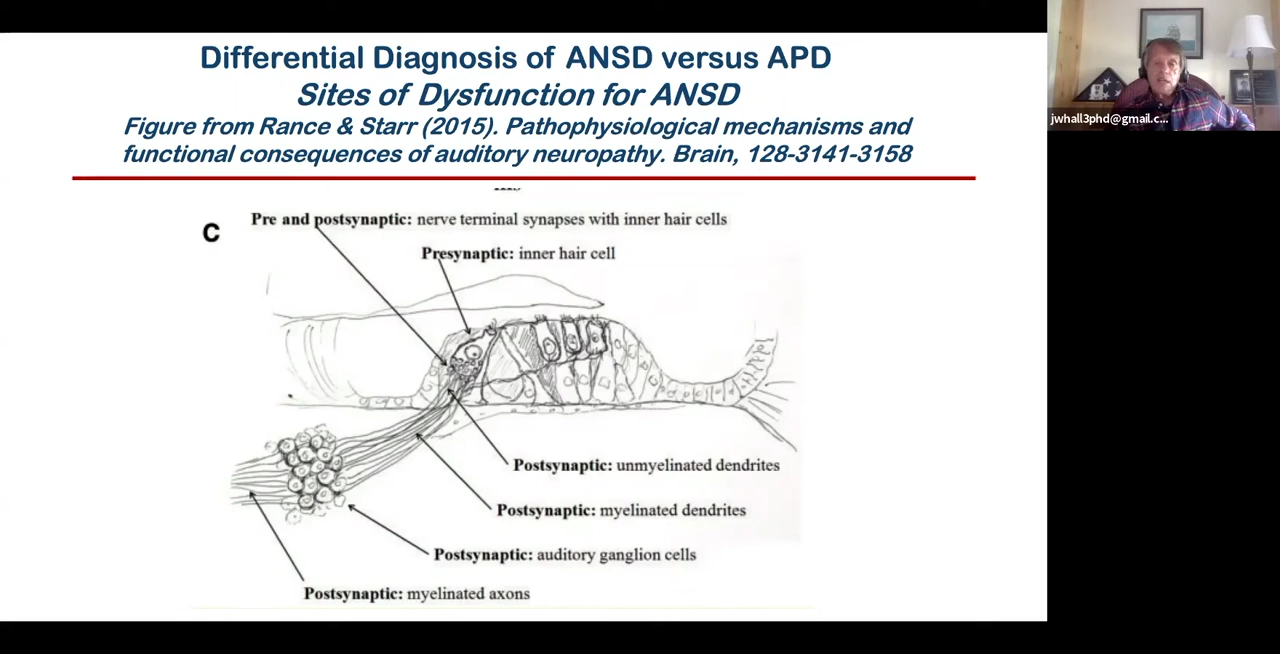 Differential Diagnosis of ANSD versus APD
Sites of Dysfunction for ANSD
Figure from Rance & Starr (2015). Pathophysiological mechanisms and
functional consequences of auditory neuropathy. Brain, 128-3141-3158
C
Pre and postsynaptic: nerve terminal synapses with inner hair cells
Presynaptic: inner hair cell
Postsynaptic: unmyelinated dendrites
Postsynaptic: myelinated dendrites
Postsynaptic: auditory ganglion cells
Postsynaptic: myelinated axons
jwhall3phd@gmail.c...